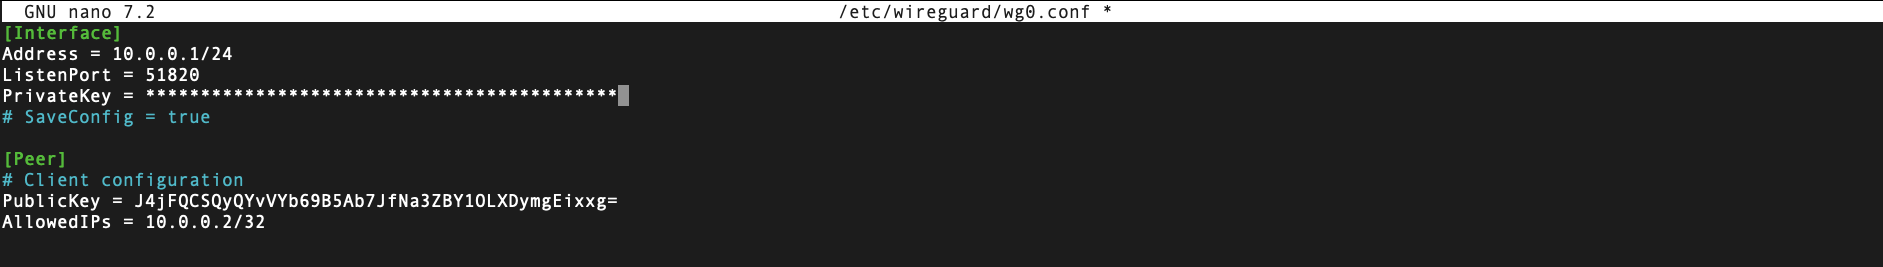 GNU nano 7.2 /etc/wireguard/wg0.conf *
[Interface]
Address = 10.0.0.1/24
ListenPort = 51820
PrivateKey = *******************************************
# SaveConfig = true
[Peer]
# Client configuration
PublicKey = J4jFQCSQyQYvVYb69B5Ab7JfNa3ZBY1OLXDymgEixxg=
AllowedIPs = 10.0.0.2/32